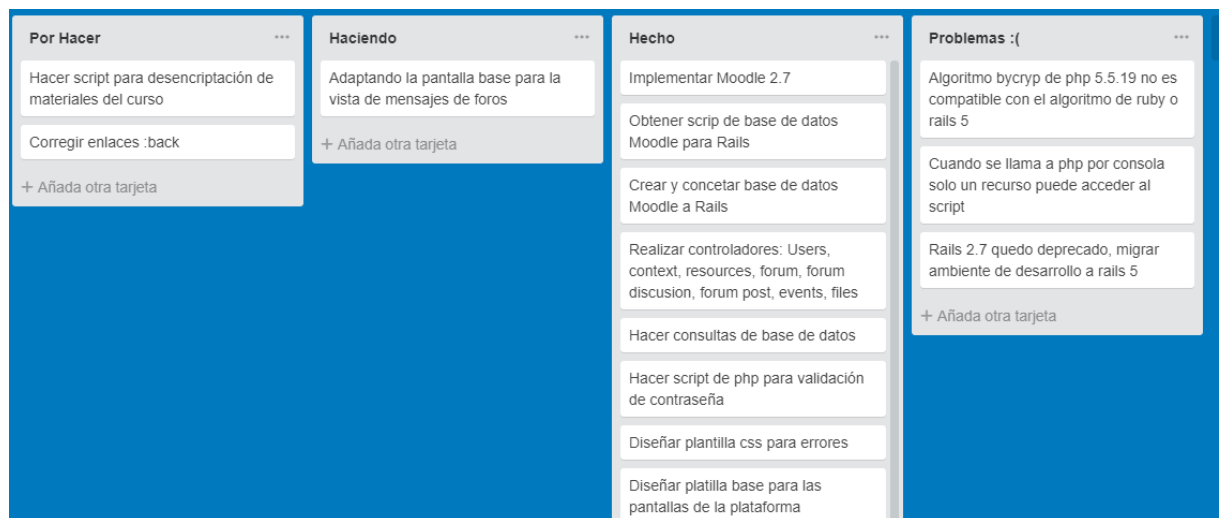 Por Hacer
Hacer script para desencriptación de
materiales del curso
Corregir enlaces :back
+ Añada otra tarjeta
Haciendo
Adaptando la pantalla base para la
vista de mensajes de foros
+ Añada otra tarjeta
Hecho
Implementar Moodle 2.7
Obtener scrip de base de datos
Moodle para Rails
Crear y concetar base de datos
Moodle a Rails
Realizar controladores: Users,
context, resources, forum, forum
discusion, forum post, events, files
Hacer consultas de base de datos
Hacer script de php para validación
de contraseña
Diseñar plantilla css para errores
Diseñar platilla base para las
pantallas de la plataforma
Problemas :(
Algoritmo bycryp de php 5.5.19 no es
compatible con el algoritmo de ruby o
rails 5
Cuando se llama a php por consola
solo un recurso puede acceder al
script
Rails 2.7 quedo deprecado, migrar
ambiente de desarrollo a rails 5
+ Añada otra tarjeta